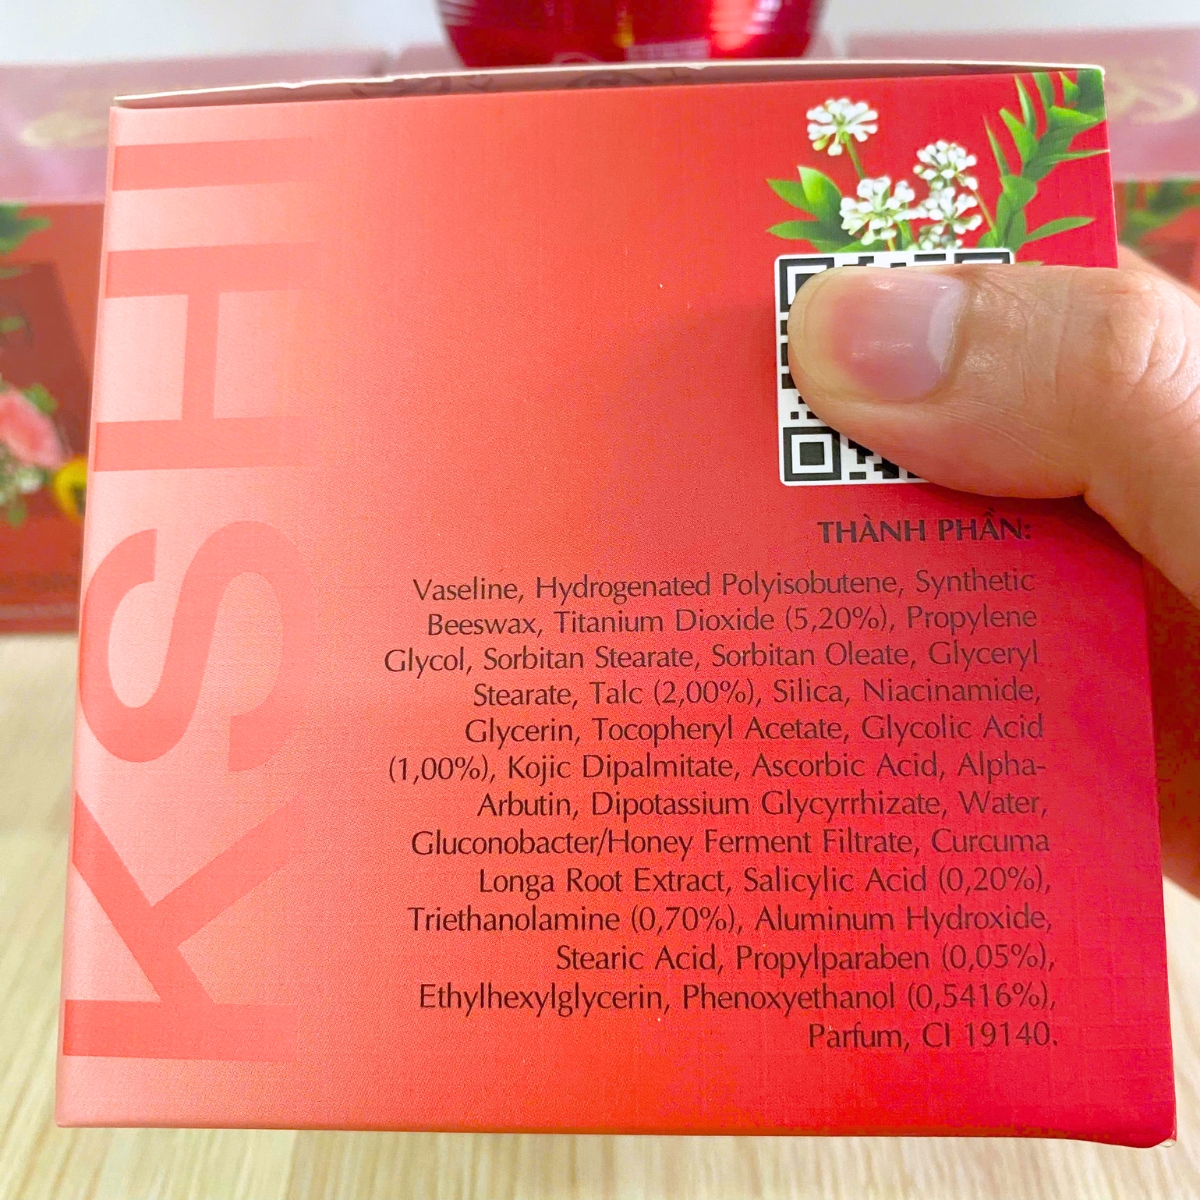 KSHI
THÀNH PHẦN:
Vaseline, Hydrogenated Polyisobutene, Synthetic
Beeswax, Titanium Dioxide (5,20%), Propylene
Glycol, Sorbitan Stearate, Sorbitan Oleate, Glyceryl
Stearate, Talc (2,00%), Silica, Niacinamide,
Glycerin, Tocopheryl Acetate, Glycolic Acid
(1,00%), Kojic Dipalmitate, Ascorbic Acid, Alpha-
Arbutin, Dipotassium Glycyrrhizate, Water,
Gluconobacter/Honey Ferment Filtrate, Curcuma
Longa Root Extract, Salicylic Acid (0,20%),
Triethanolamine (0,70%), Aluminum Hydroxide,
Stearic Acid, Propylparaben (0,05%),
Ethylhexylglycerin, Phenoxyethanol (0,5416%),
Parfum, CI 19140.